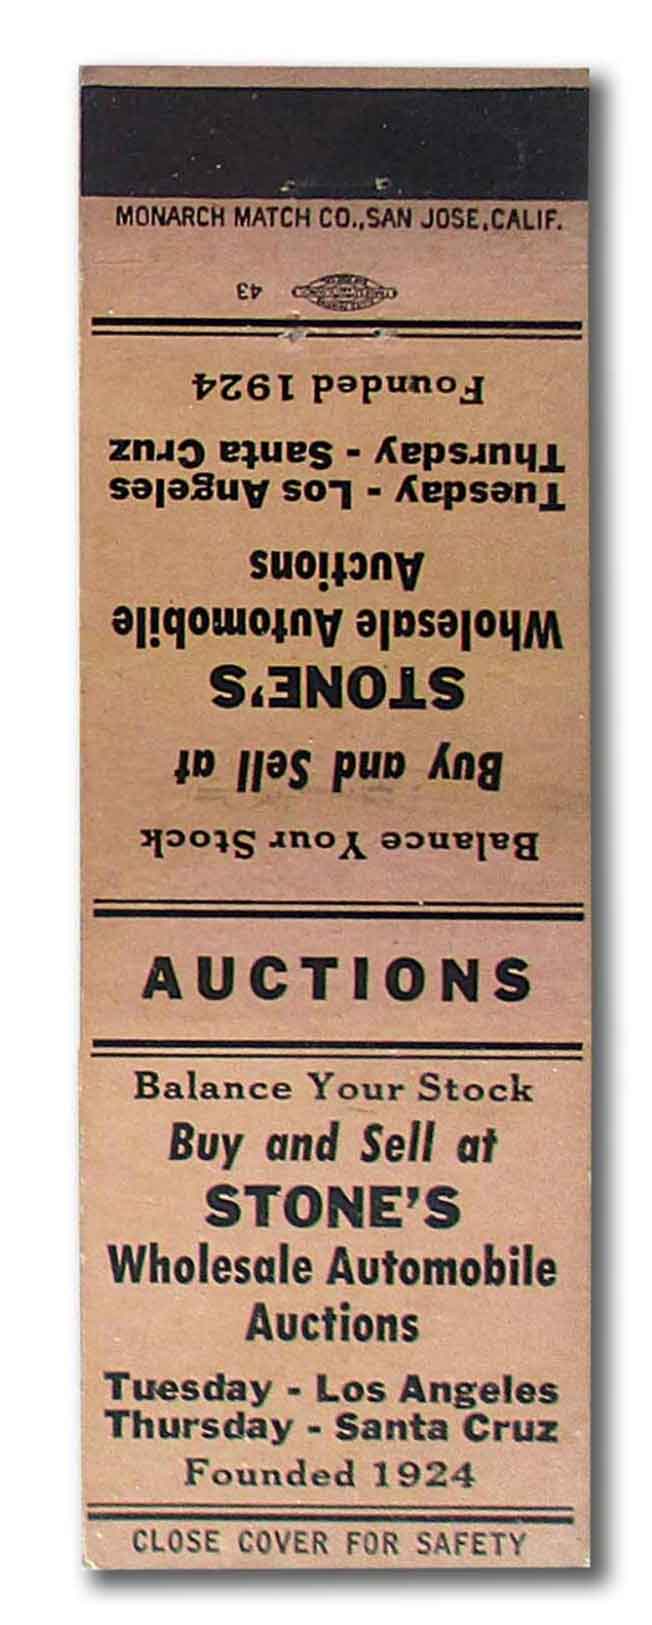 MONARCH MATCH CO., SAN JOSE, CALIF.
43
Founded 1924
Thursday - Santa Cruz
Tuesday - Los Angeles
Auctions
Wholesale Automobile
STONE'S
Buy and Sell at
Balance Your Stock
AUCTIONS
Balance Your Stock
Buy and Sell at
STONE'S
Wholesale Automobile
Auctions
Tuesday - Los Angeles
Thursday - Santa Cruz
Founded 1924
CLOSE COVER FOR SAFETY